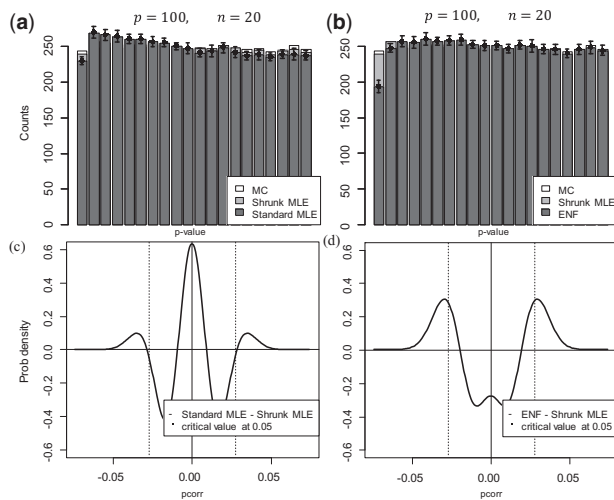 (a) p = 100, n = 20
250
200
150
100
50
0
Counts
MC
Shrunk MLE
Standard MLE
p-value
(b) p = 100, n = 20
250
200
150
100
50
0
MC
Shrunk MLE
ENF
p-value
(c)
0.6
0.4
0.2
0.0
-0.2
-0.4
-0.6
Prob density
Standard MLE - Shrunk MLE
critical value at 0.05
-0.05 0.00 0.05
pcorr
(d)
0.6
0.4
0.2
0.0
-0.2
-0.4
-0.6
ENF - Shrunk MLE
critical value at 0.05
-0.05 0.00 0.05
pcorr